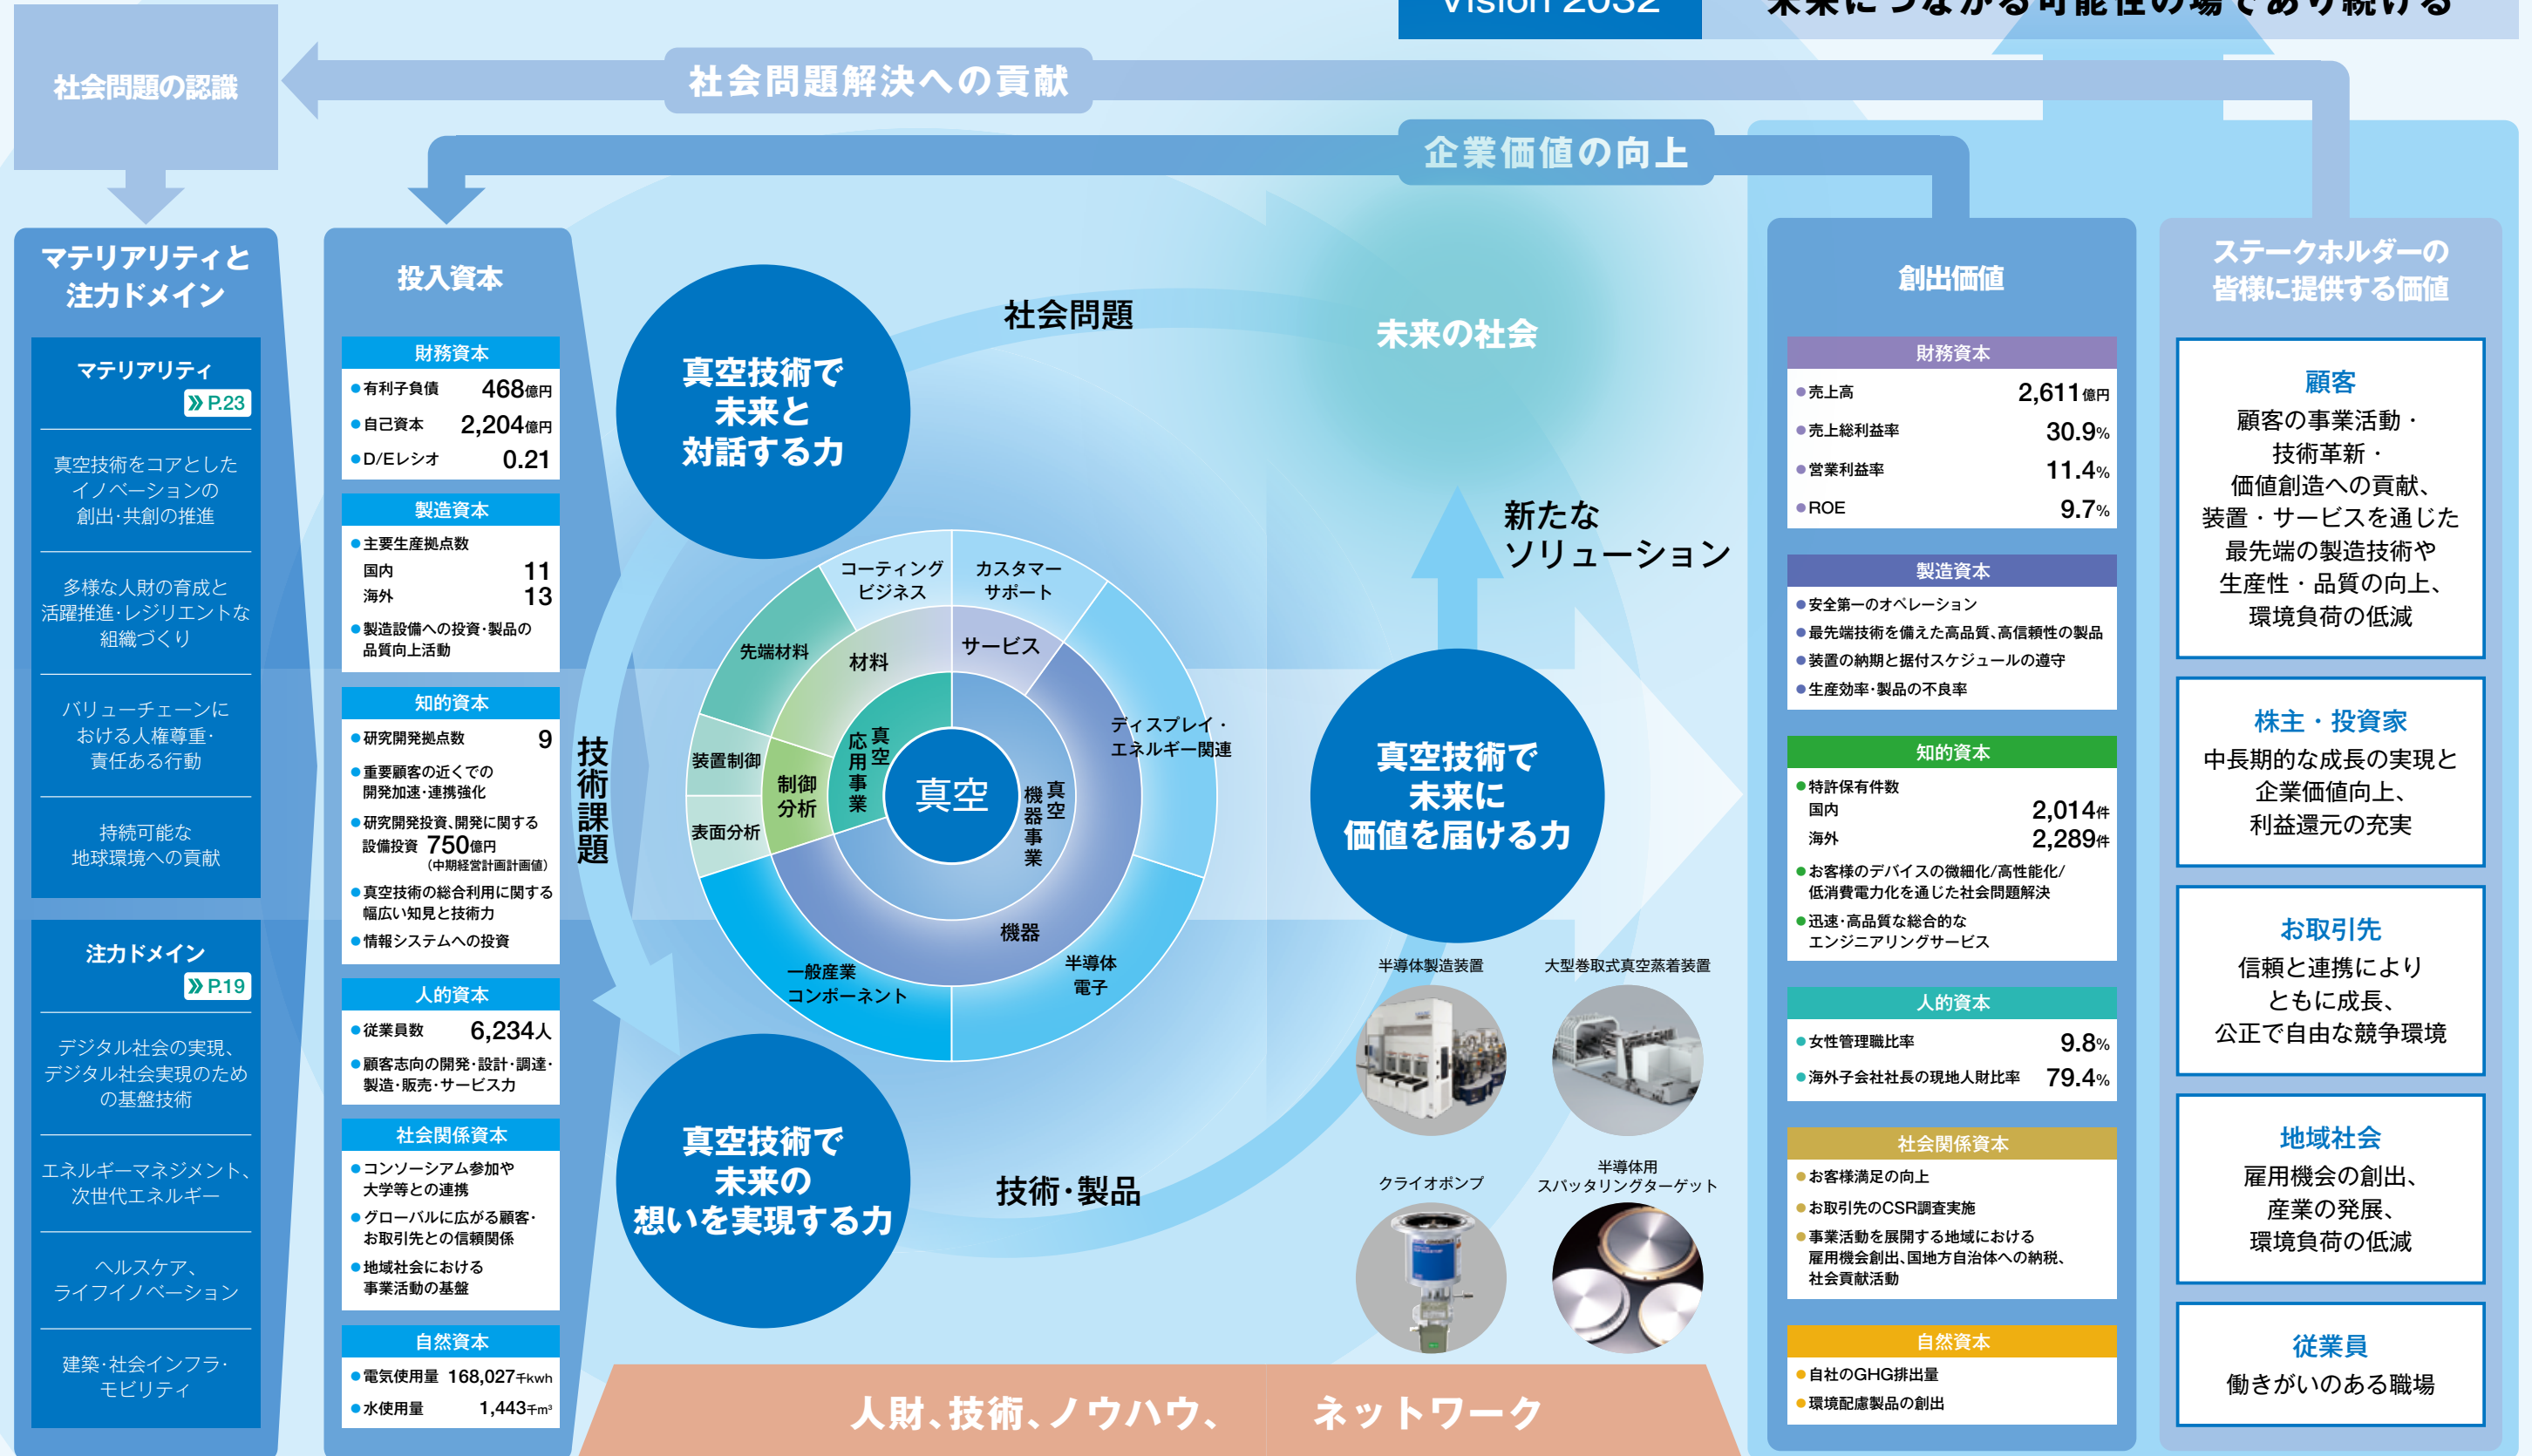 Vision 2032
未来につながる可能性の場であり続ける
社会問題の認識
社会問題解決への貢献
企業価値の向上
マテリアリティと
注力ドメイン
マテリアリティ
P.23
真空技術をコアとした
イノベーションの
創出・共創の推進
多様な人財の育成と
活躍推進・レジリエントな
組織づくり
バリューチェーンに
おける人権尊重・
責任ある行動
持続可能な
地球環境への貢献
注力ドメイン
P.19
デジタル社会の実現、
デジタル社会実現のため
の基盤技術
エネルギーマネジメント、
次世代エネルギー
ヘルスケア、
ライフイノベーション
建築・社会インフラ・
モビリティ
投入資本
財務資本
有利子負債 468億円
自己資本 2,204億円
D/Eレシオ 0.21
製造資本
主要生産拠点数
国内 11
海外 13
製造設備への投資・製品の
品質向上活動
知的資本
研究開発拠点数 9
重要顧客の近くでの
開発加速・連携強化
研究開発投資、開発に関する
設備投資 750億円
（中期経営計画計画値）
真空技術の総合利用に関する
幅広い知見と技術力
情報システムへの投資
人的資本
従業員数 6,234人
顧客志向の開発・設計・調達・
製造・販売・サービス力
社会関係資本
コンソーシアム参加や
大学等との連携
グローバルに広がる顧客・
お取引先との信頼関係
地域社会における
事業活動の基盤
自然資本
電気使用量 168,027千kwh
水使用量 1,443千m³
真空技術で
未来と
対話する力
社会問題
技術課題
真空技術で
未来の
想いを実現する力
技術・製品
真空技術で
未来に
価値を届ける力
新たな
ソリューション
未来の社会
コーティング
ビジネス
カスタマー
サポート
先端材料
材料
サービス
ディスプレイ・
エネルギー関連
装置制御
制御
分析
表面分析
真空
応用事業
真空
真空
機器事業
機器
一般産業
コンポーネント
半導体
電子
半導体製造装置
大型巻取式真空蒸着装置
クライオポンプ
半導体用
スパッタリングターゲット
人財、技術、ノウハウ、 ネットワーク
創出価値
財務資本
売上高 2,611億円
売上総利益率 30.9%
営業利益率 11.4%
ROE 9.7%
製造資本
安全第一のオペレーション
最先端技術を備えた高品質、高信頼性の製品
装置の納期と据付スケジュールの遵守
生産効率・製品の不良率
知的資本
特許保有件数
国内 2,014件
海外 2,289件
お客様のデバイスの微細化/高性能化/
低消費電力化を通じた社会問題解決
迅速・高品質な総合的な
エンジニアリングサービス
人的資本
女性管理職比率 9.8%
海外子会社社長の現地人財比率 79.4%
社会関係資本
お客様満足の向上
お取引先のCSR調査実施
事業活動を展開する地域における
雇用機会創出、国地方自治体への納税、
社会貢献活動
自然資本
自社のGHG排出量
環境配慮製品の創出
ステークホルダーの
皆様に提供する価値
顧客
顧客の事業活動・
技術革新・
価値創造への貢献、
装置・サービスを通じた
最先端の製造技術や
生産性・品質の向上、
環境負荷の低減
株主・投資家
中長期的な成長の実現と
企業価値向上、
利益還元の充実
お取引先
信頼と連携により
ともに成長、
公正で自由な競争環境
地域社会
雇用機会の創出、
産業の発展、
環境負荷の低減
従業員
働きがいのある職場